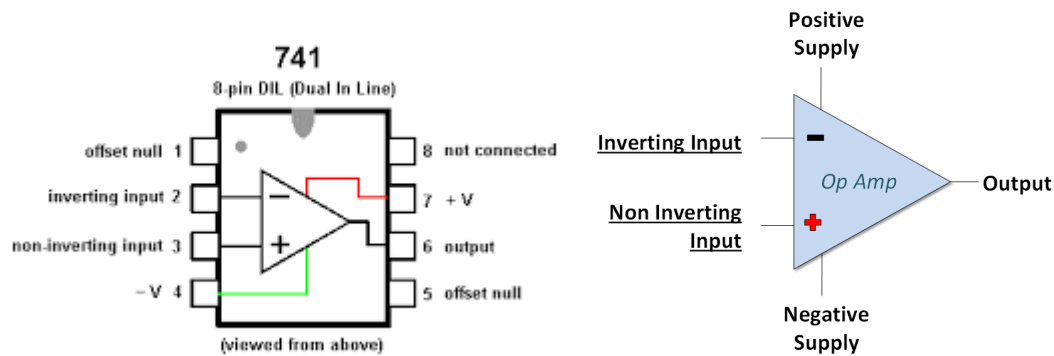 741
8-pin DIL (Dual In Line)
offset null 1
8 not connected
inverting input 2
7 + V
non-inverting input 3
6 output
– V 4
5 offset null
(viewed from above)
Positive
Supply
Inverting Input
Op Amp
Output
Non Inverting
Input
Negative
Supply